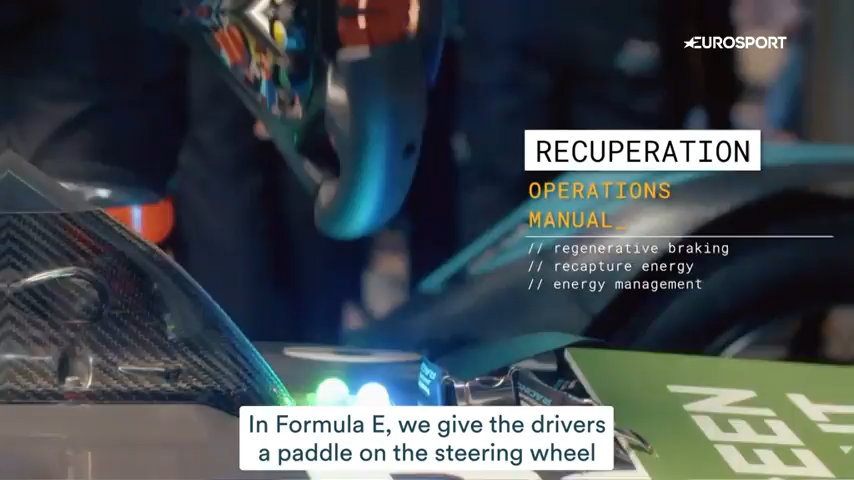 EUROSPORT
RECUPERATION
OPERATIONS
MANUAL_
// regenerative braking
// recapture energy
// energy management
In Formula E, we give the drivers
a paddle on the steering wheel